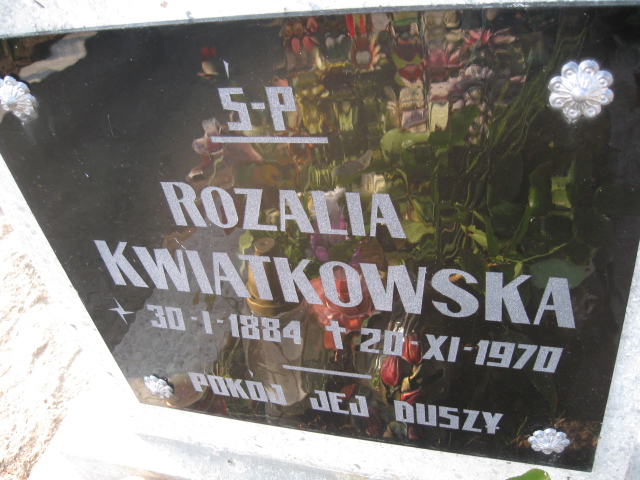 Ś-P
ROZALIA
KWIATKOWSKA
30-I-1884 ✝ 20-XI-1970
POKÓJ JEJ DUSZY